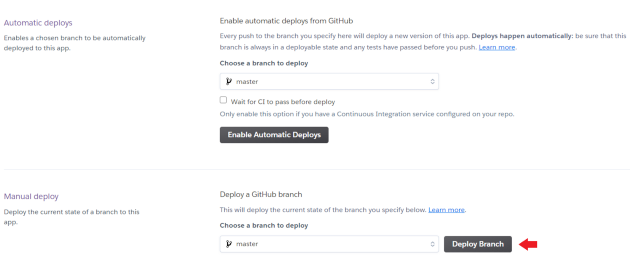 Automatic deploys
Enables a chosen branch to be automatically
deployed to this app.
Enable automatic deploys from GitHub
Every push to the branch you specify here will deploy a new version of this app. Deploys happen automatically: be sure that this
branch is always in a deployable state and any tests have passed before you push. Learn more.
Choose a branch to deploy
master
Wait for CI to pass before deploy
Only enable this option if you have a Continuous Integration service configured on your repo.
Enable Automatic Deploys
Manual deploy
Deploy the current state of a branch to this
app.
Deploy a GitHub branch
This will deploy the current state of the branch you specify below. Learn more.
Choose a branch to deploy
master
Deploy Branch